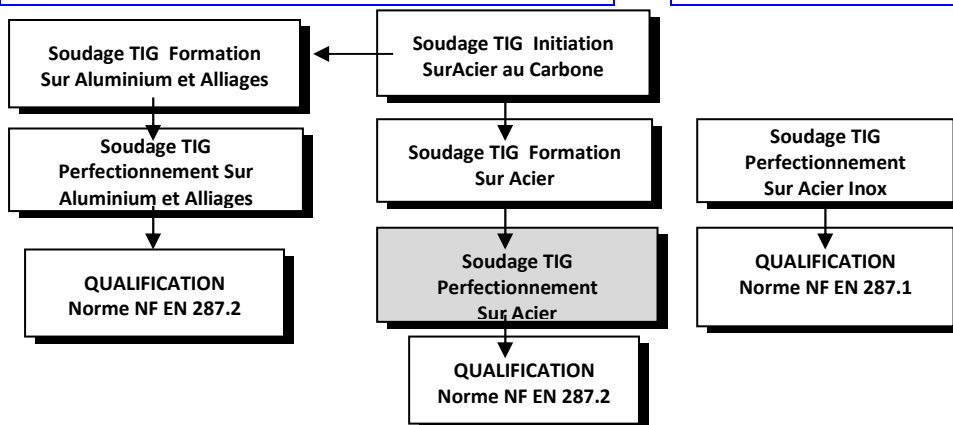 Soudage TIG Formation
Sur Aluminium et Alliages
Soudage TIG Initiation
SurAcier au Carbone
Soudage TIG
Perfectionnement Sur
Aluminium et Alliages
Soudage TIG Formation
Sur Acier
Soudage TIG
Perfectionnement
Sur Acier Inox
QUALIFICATION
Norme NF EN 287.2
Soudage TIG
Perfectionnement
Sur Acier
QUALIFICATION
Norme NF EN 287.1
QUALIFICATION
Norme NF EN 287.2